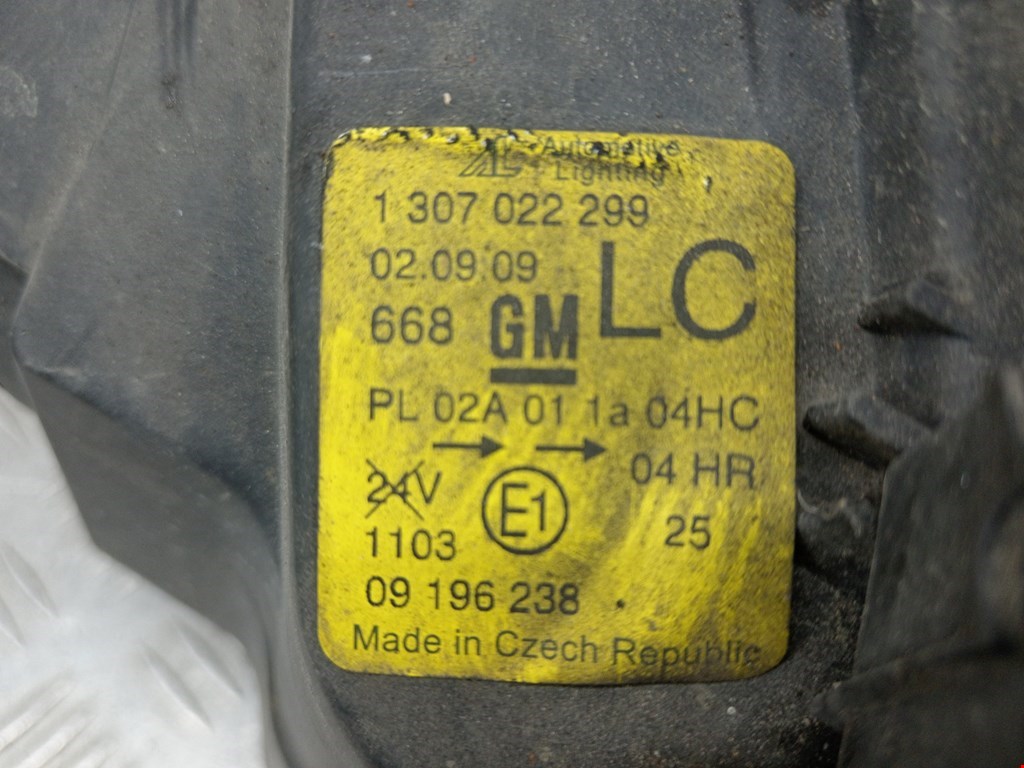 AL Automotive
Lighting
1 307 022 299
02.09.09
LC
668 GM
PL 02A 01 1a 04HC
04 HR
24V
E1
25
1103
09 196 238
Made in Czech Republic